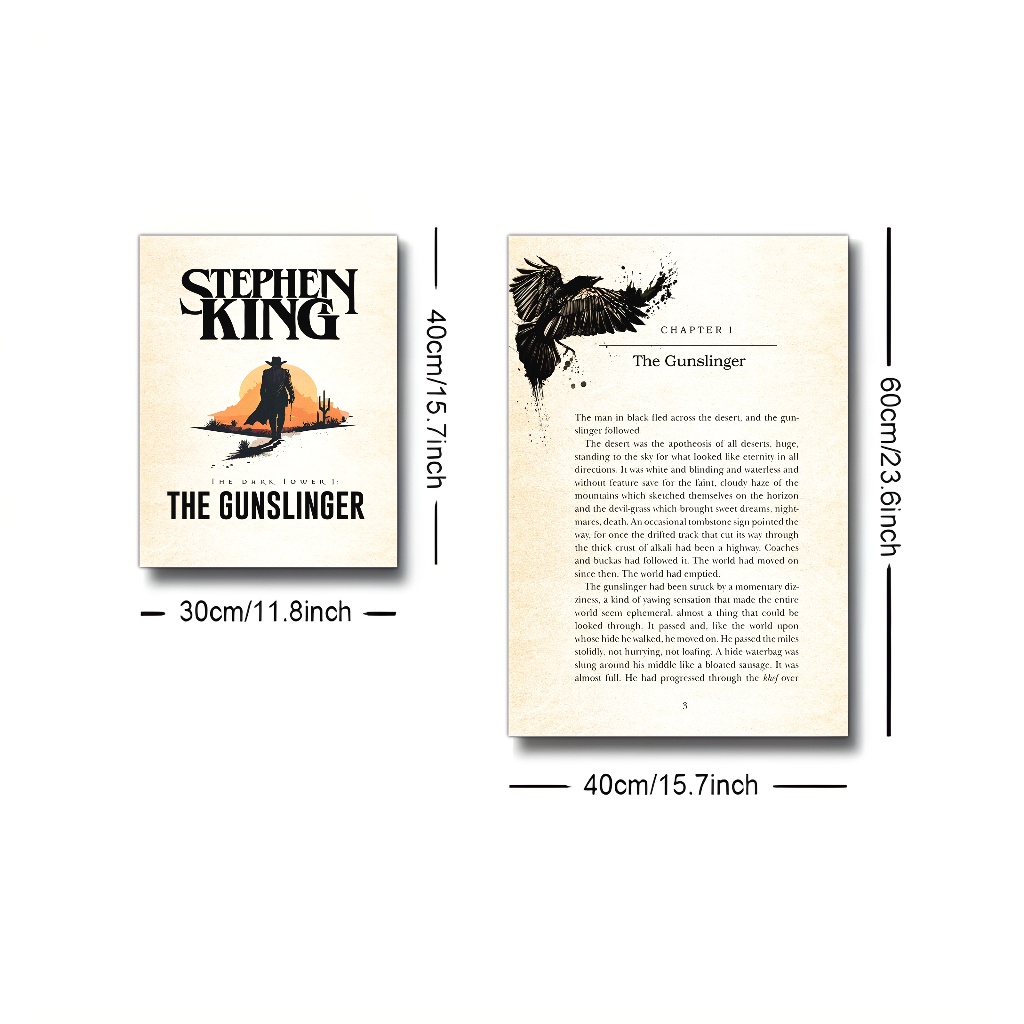 STEPHEN
KING
THE DARK TOWER I:
THE GUNSLINGER
40cm/15.7inch
30cm/11.8inch
CHAPTER I
The Gunslinger
The man in black fled across the desert, and the gun-
slinger followed
The desert was the apotheosis of all deserts, huge,
standing to the sky for what looked like eternity in all
directions. It was white and blinding and waterless and
without feature save for the faint, cloudy haze of the
mountains which sketched themselves on the horizon
and the devil-grass which brought sweet dreams, night-
mares, death. An occasional tombstone sign pointed the
way, for once the drifted track that cut its way through
the thick crust of alkali had been a highway. Coaches
and buckas had followed it. The world had moved on
since then. The world had emptied.
The gunslinger had been struck by a momentary diz-
ziness, a kind of yawing sensation that made the entire
world seem ephemeral, almost a thing that could be
looked through. It passed and, like the world upon
whose hide he walked, he moved on. He passed the miles
stolidly, not hurrying, not loafing. A hide waterbag was
slung around his middle like a bloated sausage. It was
almost full. He had progressed through the khef over
3
60cm/23.6inch
40cm/15.7inch